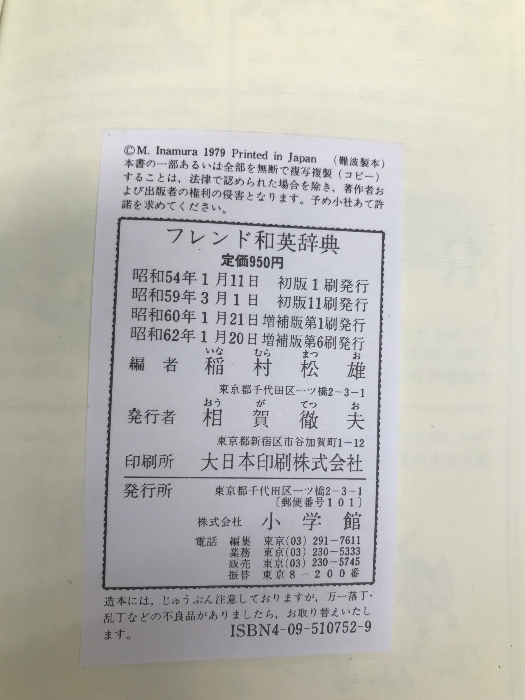 ©M. Inamura 1979 Printed in Japan （難波製本）
本書の一部あるいは全部を無断で複写複製（コピー）
することは，法律で認められた場合を除き，著作者お
よび出版者の権利の侵害となります。予め小社あて許
諾を求めてください。
フレンド和英辞典
定価950円
昭和54年1月11日 初版1刷発行
昭和59年3月1日 初版11刷発行
昭和60年1月21日増補版第1刷発行
昭和62年1月20日増補版第6刷発行
いな むら まつ お
編者 稲村松雄
東京都千代田区一ツ橋2-3-1
おう が てつ お
発行者 相賀徹夫
東京都新宿区市谷加賀町1-12
印刷所 大日本印刷株式会社
発行所 東京都千代田区一ツ橋2-3-1
〔郵便番号101〕
株式会社 小学館
電話 編集 東京(03) 291-7611
業務 東京(03) 230-5333
販売 東京(03) 230-5745
振替 東京8-200番
造本には，じゅうぶん注意しておりますが，万一落丁・
乱丁などの不良品がありましたら，お取り替えいたし
ます。 ISBN4-09-510752-9